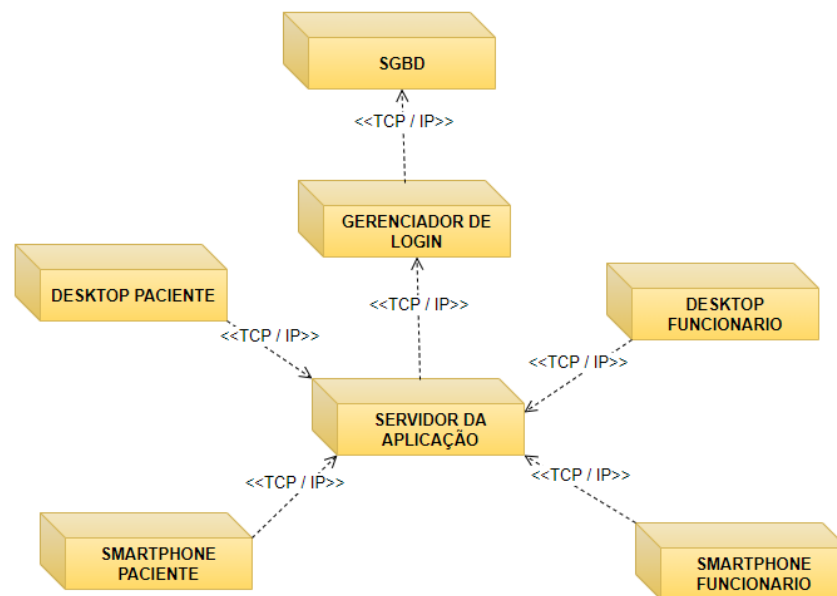 SGBD
<<TCP / IP>>
GERENCIADOR DE
LOGIN
DESKTOP PACIENTE
<<TCP / IP>>
DESKTOP
FUNCIONARIO
<<TCP / IP>>
<<TCP / IP>>
SERVIDOR DA
APLICAÇÃO
<<TCP / IP>>
<<TCP / IP>>
SMARTPHONE
PACIENTE
SMARTPHONE
FUNCIONARIO